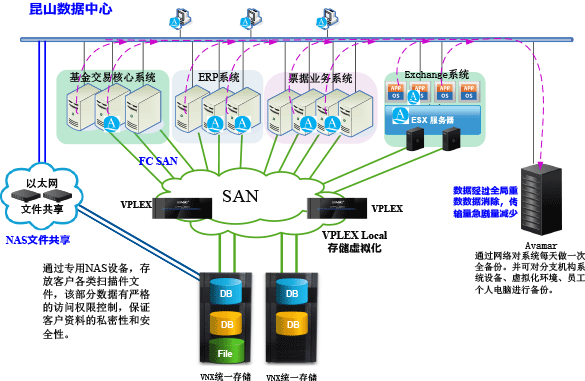 昆山数据中心
基金交易核心系统
ERP系统
票据业务系统
Exchange系统
APP
OS
APP
OS
APP
OS
APP
OS
A
A
A
A
A
A
A
A
ESX 服务器
FC SAN
以太网
文件共享
NAS文件共享
SAN
VPLEX
VPLEX
VPLEX Local
存储虚拟化
数据经过全局重
复数据消除，传
输量急剧量减少
Avamar
通过网络对系统每天做一次
全备份。并可对分支机构系
统设备、虚拟化环境、员工
个人电脑进行备份。
通过专用NAS设备，存
放客户各类扫描件文
件，该部分数据有严格
的访问权限控制，保证
客户资料的私密性和安
全性。
DB
DB
File
DB
DB
VNX统一存储
VNX统一存储